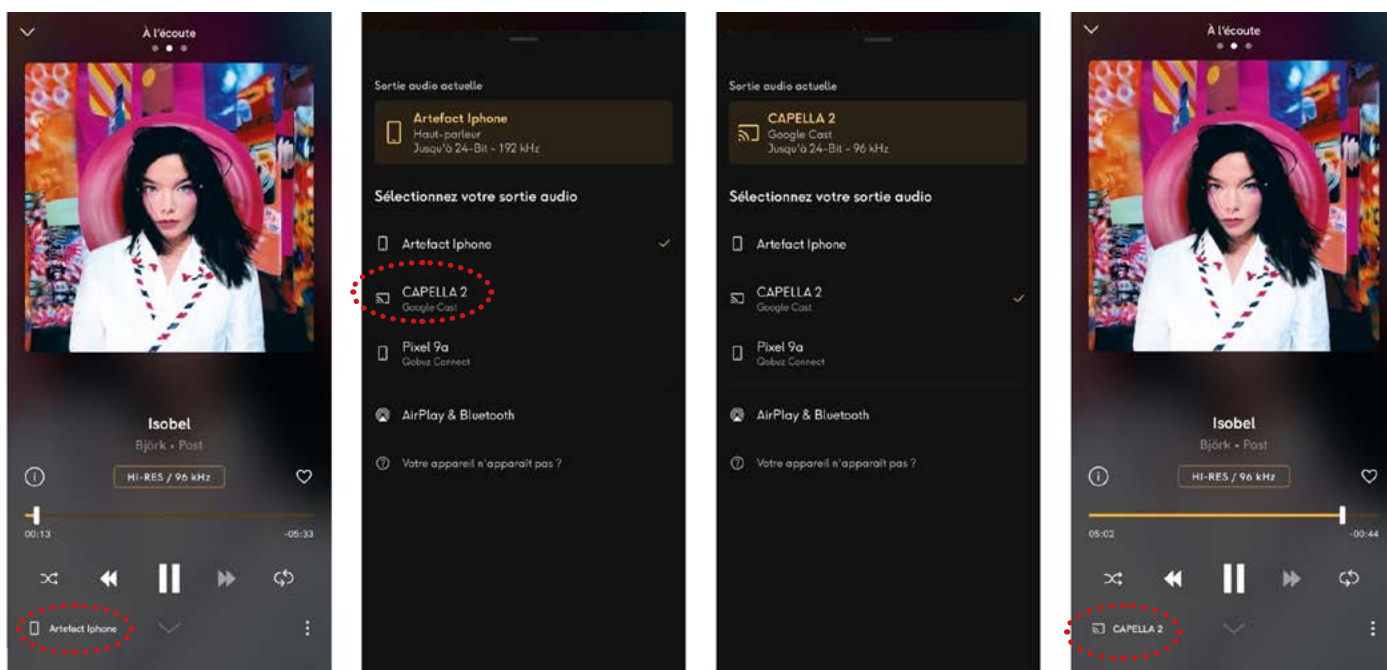 À l'écoute
Isobel
Björk • Post
HI-RES / 96 kHz
00:13
-05:33
Artefact Iphone
Sortie audio actuelle
Artefact Iphone
Haut-parleur
Jusqu'à 24-Bit - 192 kHz
Sélectionnez votre sortie audio
Artefact Iphone
CAPELLA 2
Google Cast
Pixel 9a
Qobuz Connect
AirPlay & Bluetooth
Votre appareil n'apparaît pas ?
Sortie audio actuelle
CAPELLA 2
Google Cast
Jusqu'à 24-Bit - 96 kHz
Sélectionnez votre sortie audio
Artefact Iphone
CAPELLA 2
Google Cast
Pixel 9a
Qobuz Connect
AirPlay & Bluetooth
Votre appareil n'apparaît pas ?
À l'écoute
Isobel
Björk • Post
HI-RES / 96 kHz
05:02
-00:44
CAPELLA 2